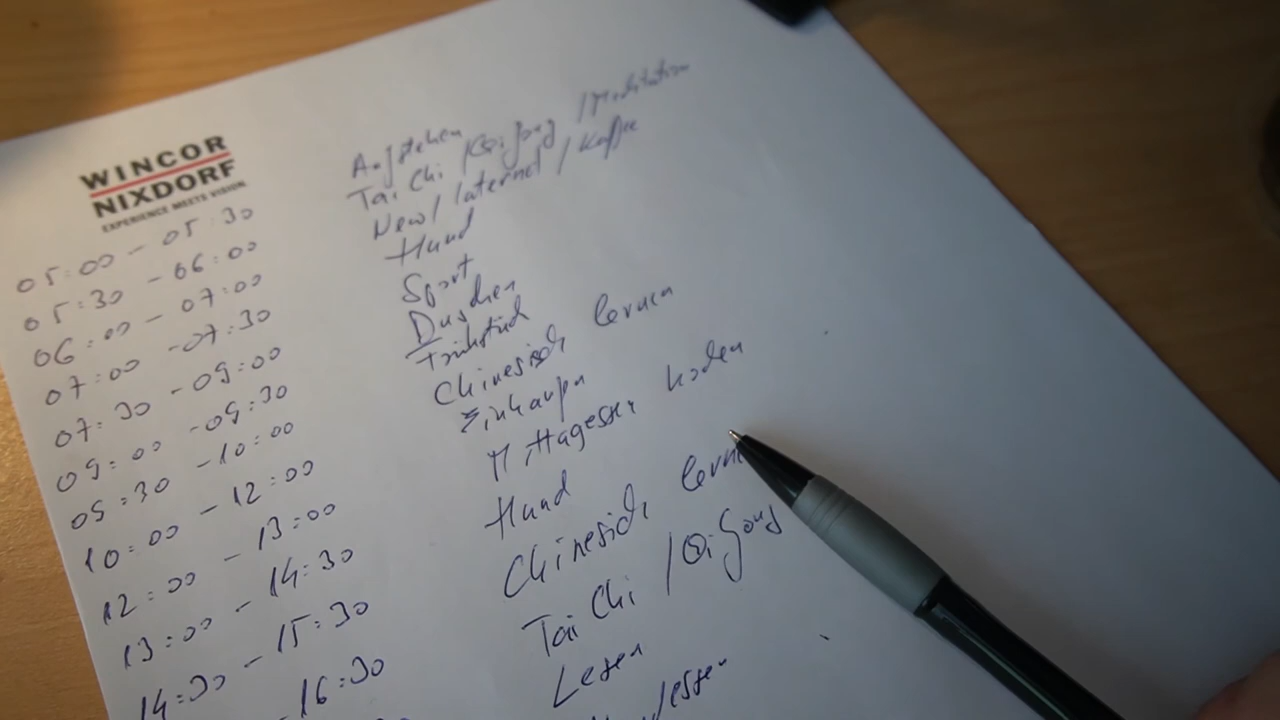 WINCOR
NIXDORF
EXPERIENCE MEETS VISION
05:00 - 05:30 Aufstehen
05:30 - 06:00 Tai Chi /Qi Gong /Meditation
06:00 - 07:00 News/Internet/Kaffee
07:00 - 07:30 Hund
07:30 - 09:00 Sport
09:00 - 09:30 Duschen
09:30 - 10:00 Frühstück
10:00 - 12:00 Chinesisch lernen
12:00 - 13:00 Einkaufen
13:00 - 14:30 Mittagessen kochen
14:30 - 15:30 Hund
- 16:30 Chinesisch lernen
Tai Chi /Qi Gong
Lesen
/essen